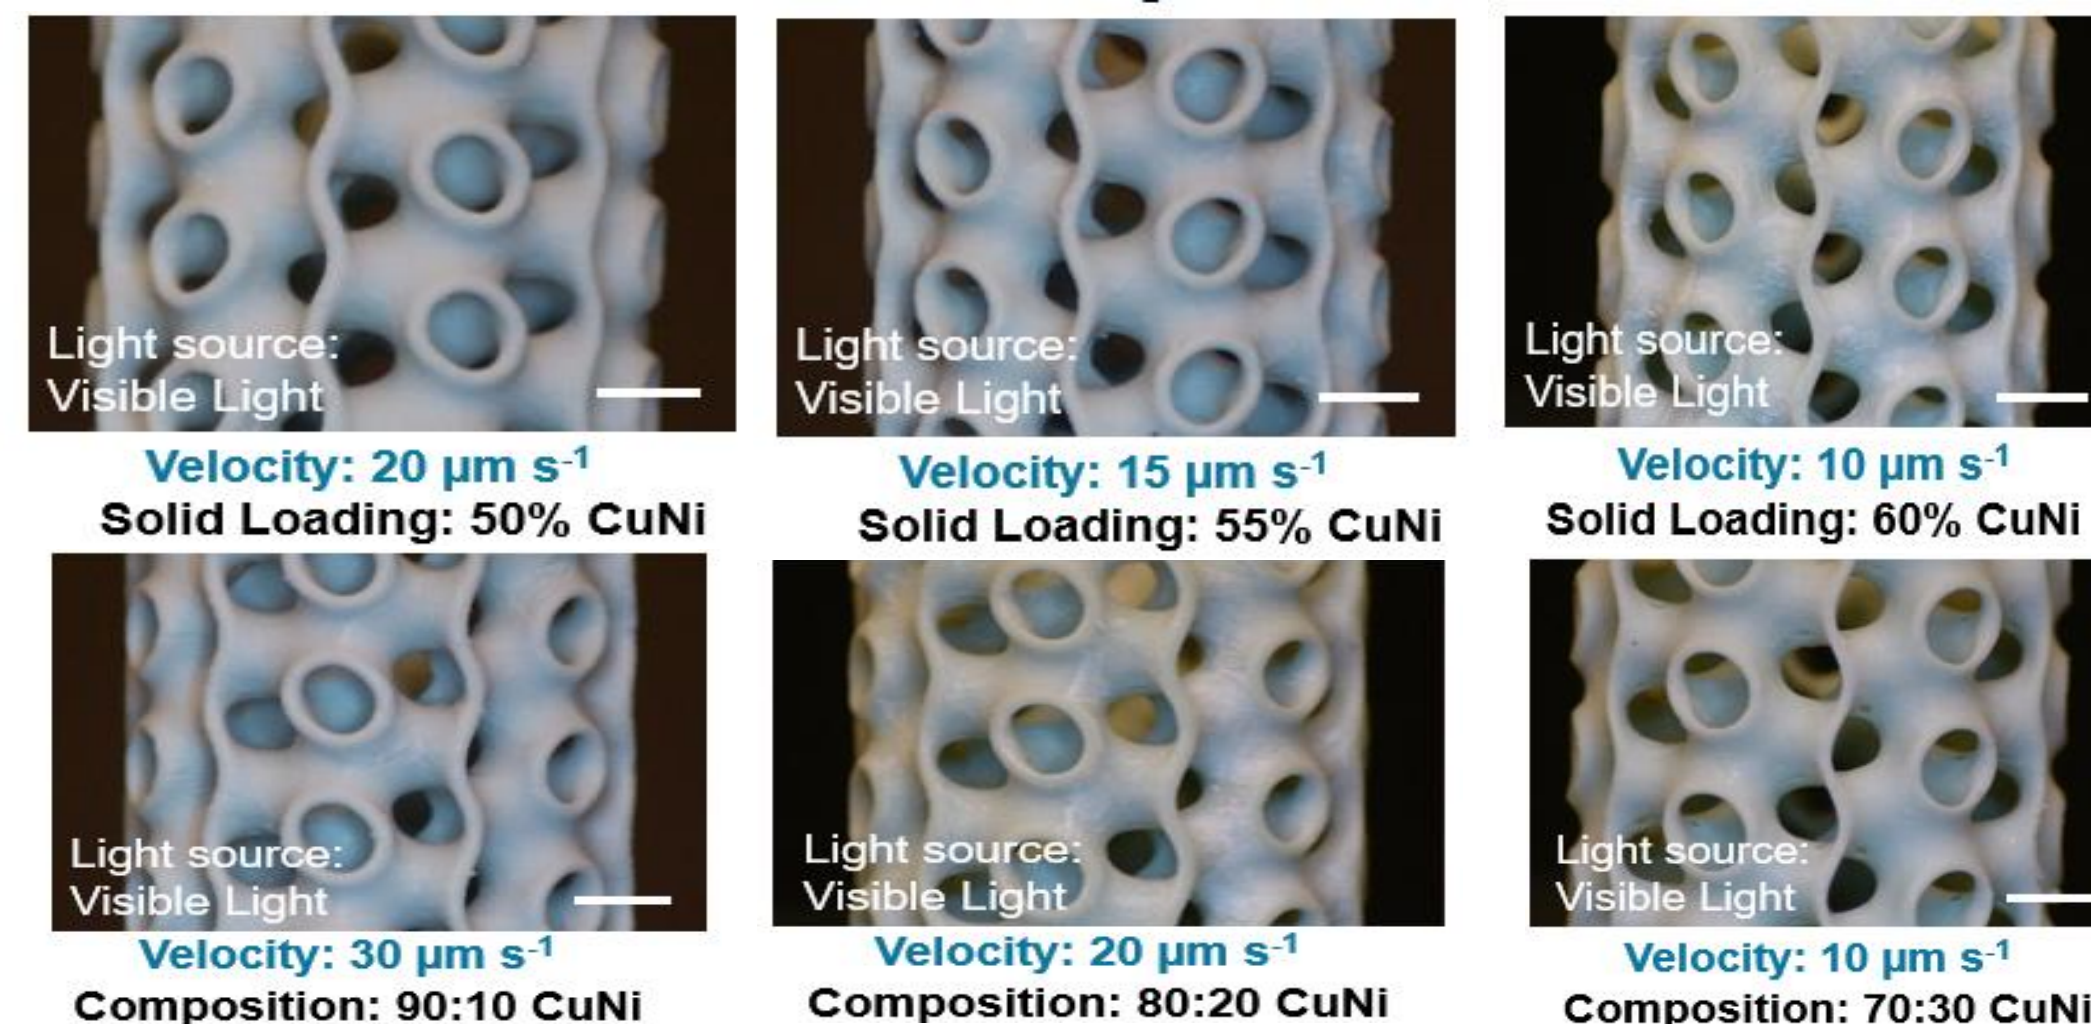 Light source:
Visible Light
Light source:
Visible Light
Light source:
Visible Light
Velocity: 20 µm s-1
Velocity: 15 µm s-1
Velocity: 10 µm s-1
Solid Loading: 50% CuNi
Solid Loading: 55% CuNi
Solid Loading: 60% CuNi
Light source:
Visible Light
Light source:
Visible Light
Light source:
Visible Light
Velocity: 30 µm s-1
Velocity: 20 µm s-1
Velocity: 10 µm s-1
Composition: 90:10 CuNi
Composition: 80:20 CuNi
Composition: 70:30 CuNi